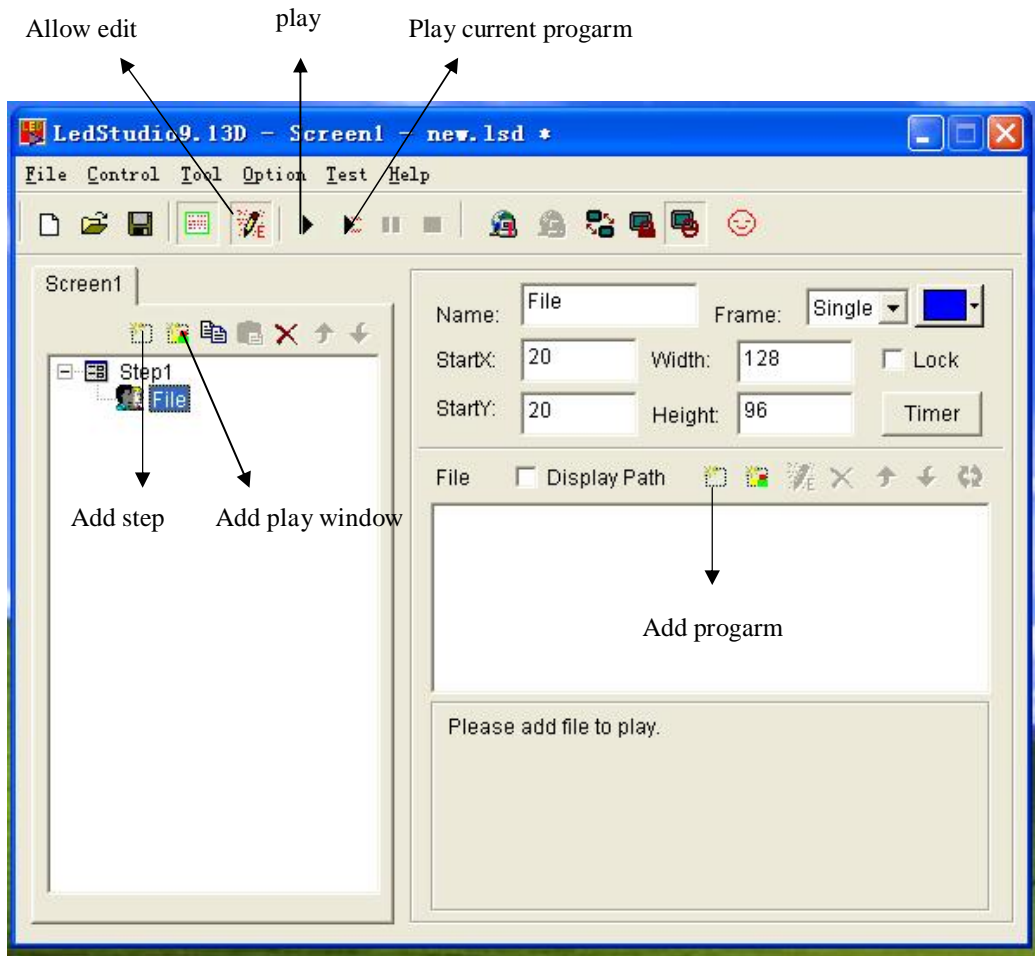 Allow edit
play
Play current progarm
LED
LedStudio9.13D - Screen1 - new.lsd *
File Control Tool Option Test Help
E
Screen1
Step1
File
Add step
Add play window
Name: File Frame: Single
StartX: 20 Width: 128 Lock
StartY: 20 Height: 96 Timer
File Display Path E
Add progarm
Please add file to play.